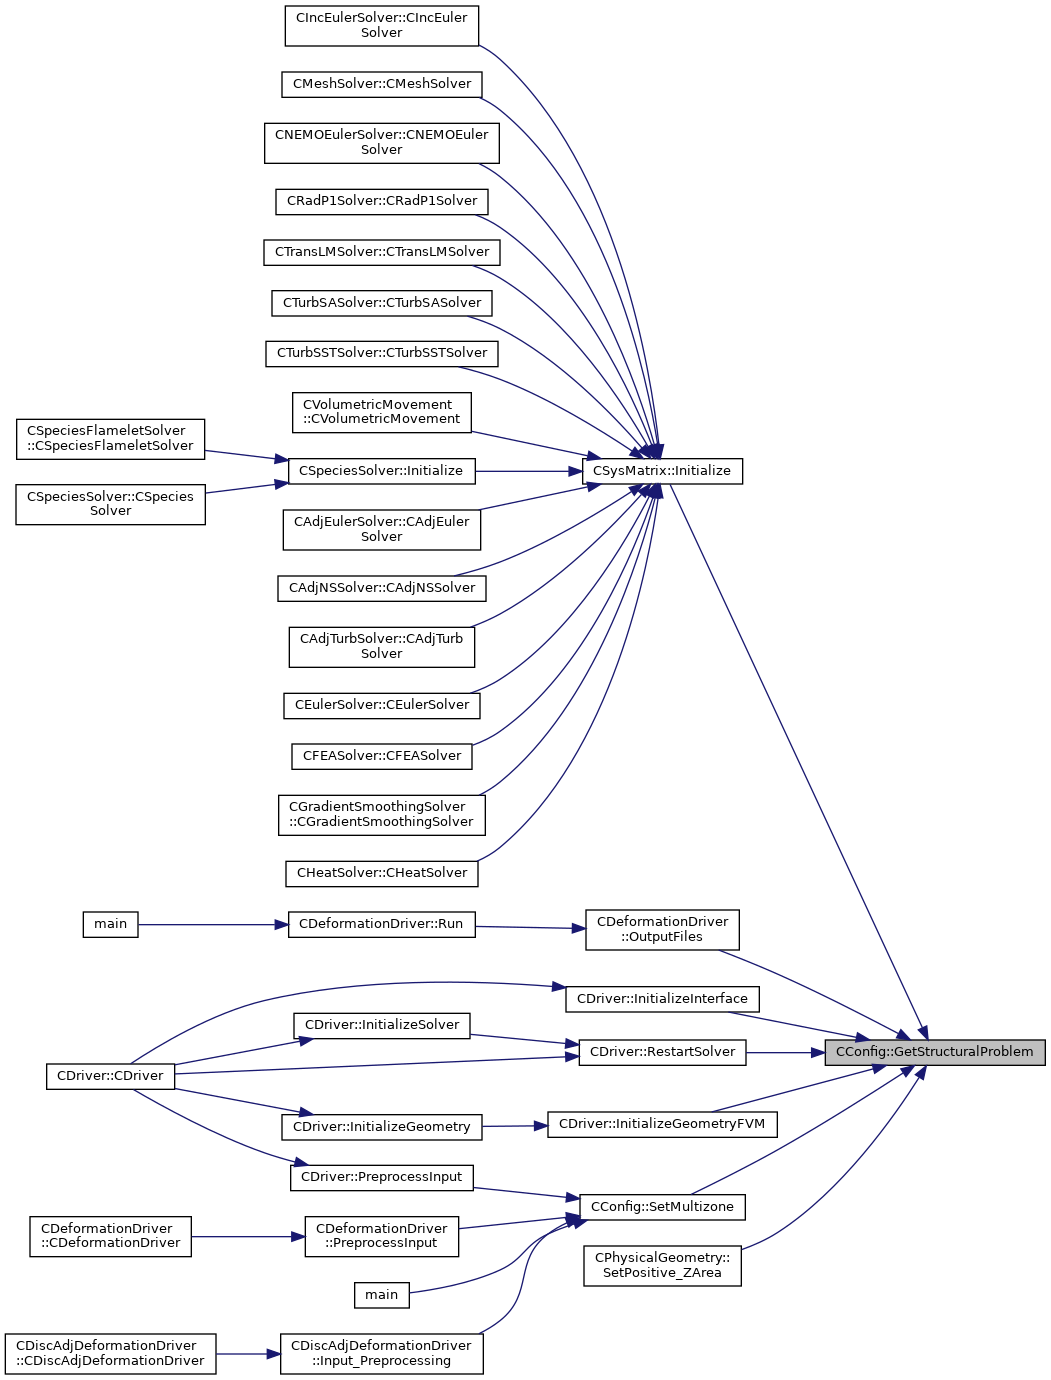 CIncEulerSolver::CIncEuler
Solver
CMeshSolver::CMeshSolver
CNEMOEulerSolver::CNEMOEuler
Solver
CRadP1Solver::CRadP1Solver
CTransLMSolver::CTransLMSolver
CTurbSASolver::CTurbSASolver
CTurbSSTSolver::CTurbSSTSolver
CVolumetricMovement
::CVolumetricMovement
CSpeciesFlameletSolver
::CSpeciesFlameletSolver
CSpeciesSolver::Initialize
CSysMatrix::Initialize
CSpeciesSolver::CSpecies
Solver
CAdjEulerSolver::CAdjEuler
Solver
CAdjNSSolver::CAdjNSSolver
CAdjTurbSolver::CAdjTurb
Solver
CEulerSolver::CEulerSolver
CFEASolver::CFEASolver
CGradientSmoothingSolver
::CGradientSmoothingSolver
CHeatSolver::CHeatSolver
main
CDeformationDriver::Run
CDeformationDriver
::OutputFiles
CDriver::InitializeInterface
CDriver::InitializeSolver
CDriver::RestartSolver
CConfig::GetStructuralProblem
CDriver::CDriver
CDriver::InitializeGeometry
CDriver::InitializeGeometryFVM
CDriver::PreprocessInput
CConfig::SetMultizone
CDeformationDriver
::CDeformationDriver
CDeformationDriver
::PreprocessInput
CPhysicalGeometry::
SetPositive_ZArea
main
CDiscAdjDeformationDriver
::CDiscAdjDeformationDriver
CDiscAdjDeformationDriver
::Input_Preprocessing